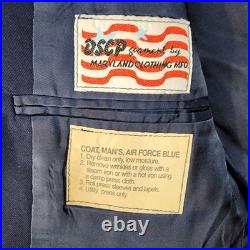 DSCP garment by
MARYLAND CLOTHING MFG.
COAT, MAN'S, AIR FORCE BLUE
1. Dry clean only, low moisture.
2. Remove wrinkles or gloss with a
steam iron or with a hot iron using
a damp press cloth.
3. Roll press sleeves and lapels.
4. Utility press only.